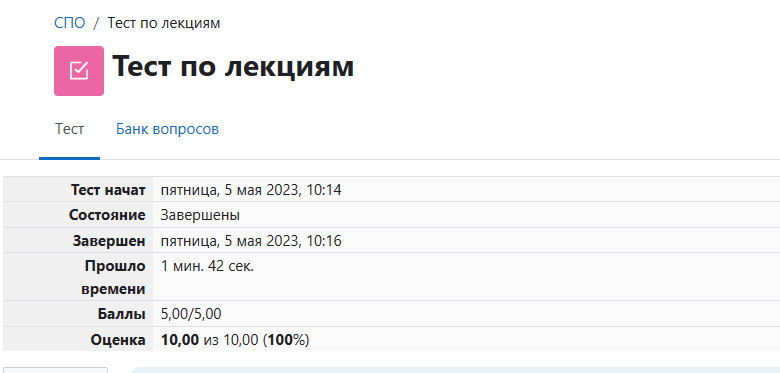 СПО / Тест по лекциям
Тест по лекциям
Тест Банк вопросов
Тест начат пятница, 5 мая 2023, 10:14
Состояние Завершены
Завершен пятница, 5 мая 2023, 10:16
Прошло 1 мин. 42 сек.
времени
Баллы 5,00/5,00
Оценка 10,00 из 10,00 (100%)